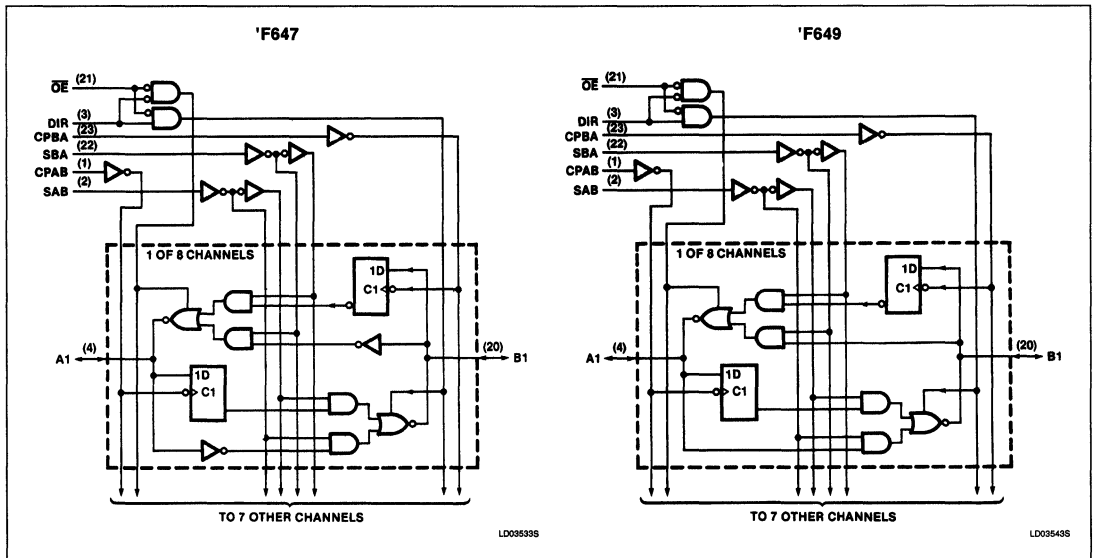 'F647
OE (21)
DIR (3)
CPBA (23)
SBA (22)
CPAB (1)
SAB (2)
1 OF 8 CHANNELS
1D
C1
A1 (4)
(20) B1
1D
C1
TO 7 OTHER CHANNELS
LD03533S
'F649
OE (21)
DIR (3)
CPBA (23)
SBA (22)
CPAB (1)
SAB (2)
1 OF 8 CHANNELS
1D
C1
A1 (4)
(20) B1
1D
C1
TO 7 OTHER CHANNELS
LD03543S